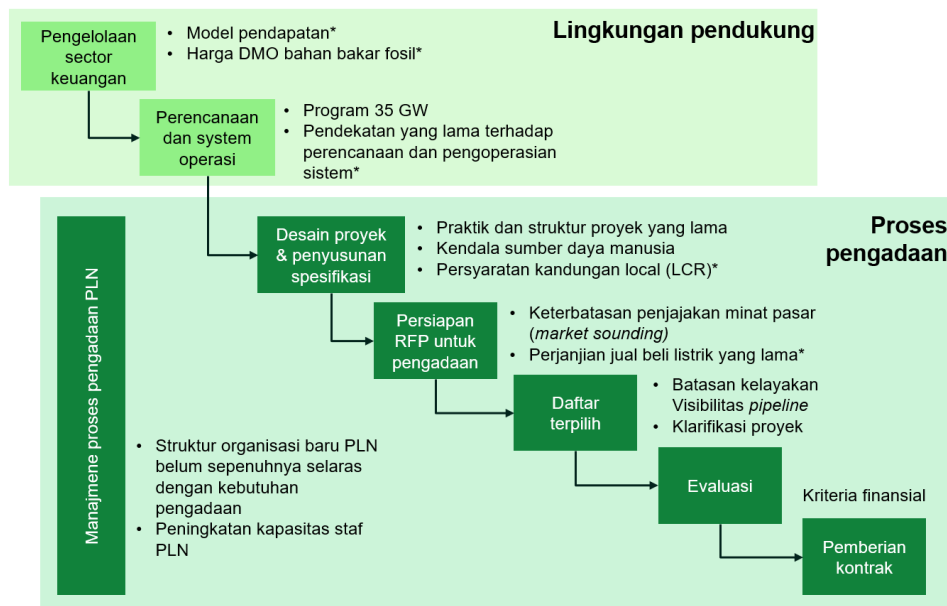 Lingkungan pendukung
Pengelolaan
sector
keuangan
• Model pendapatan*
• Harga DMO bahan bakar fosil*
Perencanaan
dan system
operasi
• Program 35 GW
• Pendekatan yang lama terhadap
perencanaan dan pengoperasian
sistem*
Proses
pengadaan
Manajmene proses pengadaan PLN
Desain proyek
& penyusunan
spesifikasi
• Praktik dan struktur proyek yang lama
• Kendala sumber daya manusia
• Persyaratan kandungan local (LCR)*
Persiapan
RFP untuk
pengadaan
• Keterbatasan penjajakan minat pasar
(market sounding)
• Perjanjian jual beli listrik yang lama*
Daftar
terpilih
• Batasan kelayakan
Visibilitas pipeline
• Klarifikasi proyek
• Struktur organisasi baru PLN
belum sepenuhnya selaras
dengan kebutuhan
pengadaan
• Peningkatan kapasitas staf
PLN
Evaluasi
Kriteria finansial
Pemberian
kontrak